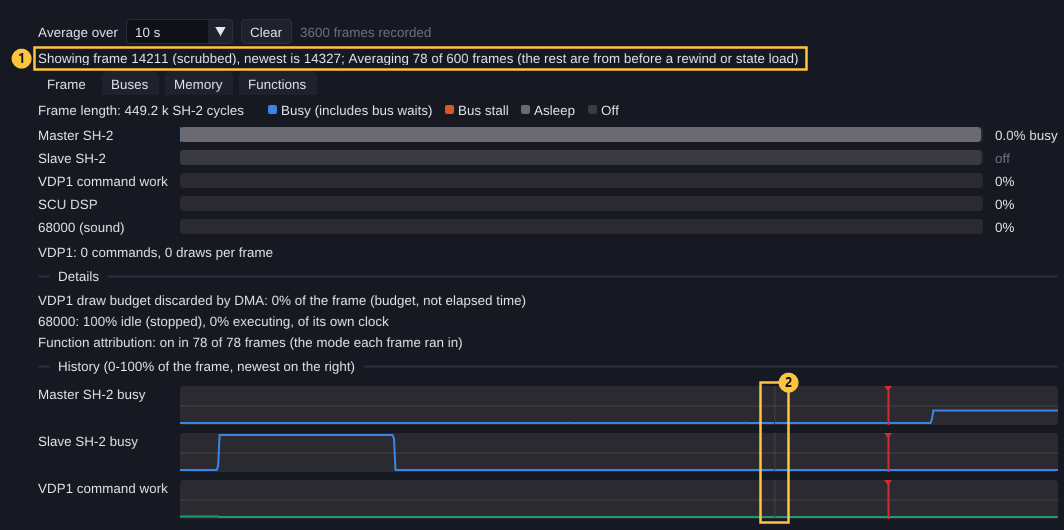 Average over 10 s Clear 3600 frames recorded
1 Showing frame 14211 (scrubbed), newest is 14327; Averaging 78 of 600 frames (the rest are from before a rewind or state load)
Frame Buses Memory Functions
Frame length: 449.2 k SH-2 cycles Busy (includes bus waits) Bus stall Asleep Off
Master SH-2 0.0% busy
Slave SH-2 off
VDP1 command work 0%
SCU DSP 0%
68000 (sound) 0%
VDP1: 0 commands, 0 draws per frame
Details
VDP1 draw budget discarded by DMA: 0% of the frame (budget, not elapsed time)
68000: 100% idle (stopped), 0% executing, of its own clock
Function attribution: on in 78 of 78 frames (the mode each frame ran in)
History (0-100% of the frame, newest on the right)
2
Master SH-2 busy
Slave SH-2 busy
VDP1 command work